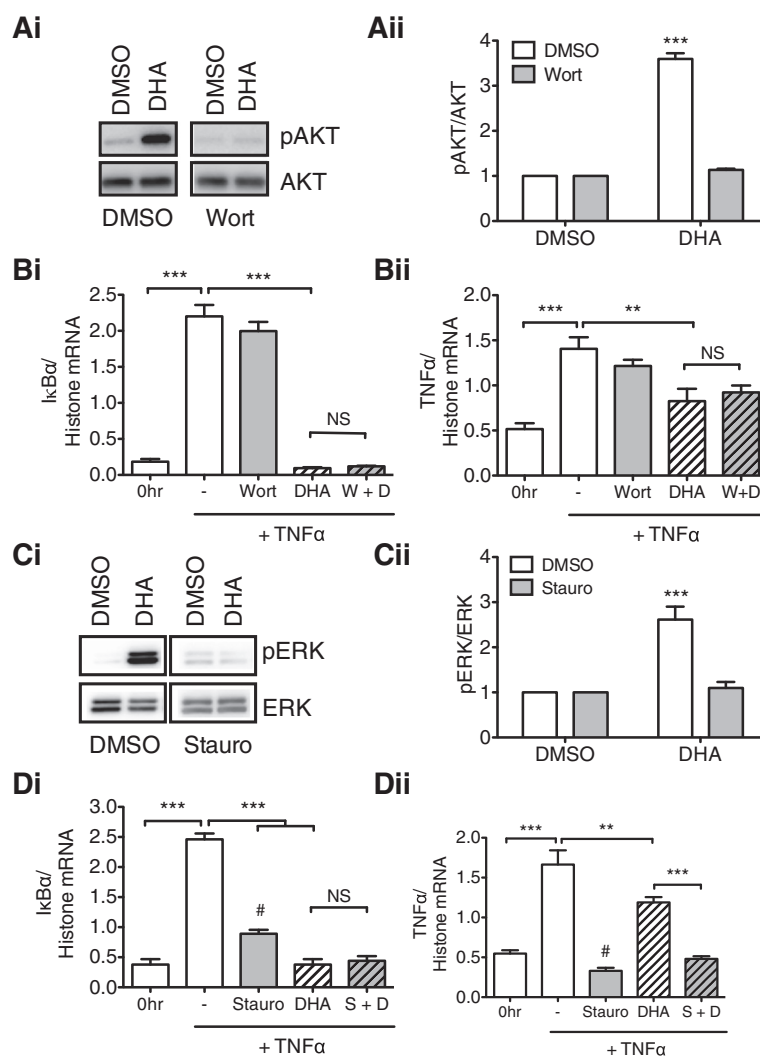 Ai
DMSO
DHA
DMSO
DHA
pAKT
AKT
DMSO
Wort
Aii
DMSO
Wort
***
pAKT/AKT
4
3
2
1
0
DMSO
DHA
Bi
***
***
IκBα/
Histone mRNA
2.5
2.0
1.5
1.0
0.5
0.0
NS
0hr
-
Wort
DHA
W + D
+ TNFα
Bii
***
**
TNFα/
Histone mRNA
2.0
1.5
1.0
0.5
0.0
NS
0hr
-
Wort
DHA
W+D
+ TNFα
Ci
DMSO
DHA
DMSO
DHA
pERK
ERK
DMSO
Stauro
Cii
DMSO
Stauro
***
pERK/ERK
4
3
2
1
0
DMSO
DHA
Di
***
***
IκBα/
Histone mRNA
3.0
2.5
2.0
1.5
1.0
0.5
0.0
#
NS
0hr
-
Stauro
DHA
S + D
+ TNFα
Dii
***
**
***
TNFα/
Histone mRNA
2.0
1.5
1.0
0.5
0.0
#
0hr
-
Stauro
DHA
S + D
+ TNFα